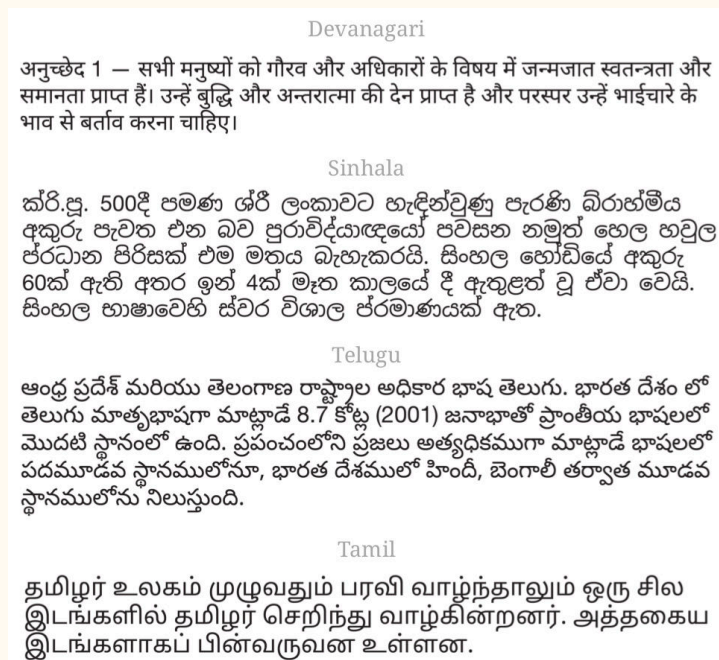 Devanagari
अनुच्छेद 1 — सभी मनुष्यों को गौरव और अधिकारों के विषय में जन्मजात स्वतन्त्रता और
समानता प्राप्त हैं। उन्हें बुद्धि और अन्तरात्मा की देन प्राप्त है और परस्पर उन्हें भाईचारे के
भाव से बर्ताव करना चाहिए।
Sinhala
ක්රි.පූ. 500දී පමණ ශ්රී ලංකාවට හැඳින්වුණු පැරණි බ්රාහ්මීය
අකුරු පැවත එන බව පුරාවිද්යාඥයෝ පවසන නමුත් හෙල හවුල
ප්රධාන පිරිසක් එම මතය බැහැකරයි. සිංහල හෝඩියේ අකුරු
60ක් ඇති අතර ඉන් 4ක් මෑත කාලයේ දී ඇතුළත් වූ ඒවා වෙයි.
සිංහල භාෂාවෙහි ස්වර විශාල ප්රමාණයක් ඇත.
Telugu
ఆంధ్ర ప్రదేశ్ మరియు తెలంగాణ రాష్ట్రాల అధికార భాష తెలుగు. భారత దేశం లో
తెలుగు మాతృభాషగా మాట్లాడే 8.7 కోట్ల (2001) జనాభాతో ప్రాంతీయ భాషలలో
మొదటి స్థానంలో ఉంది. ప్రపంచంలోని ప్రజలు అత్యధికముగా మాట్లాడే భాషలలో
పదమూడవ స్థానములోనూ, భారత దేశములో హిందీ, బెంగాలీ తర్వాత మూడవ
స్థానములోను నిలుస్తుంది.
Tamil
தமிழர் உலகம் முழுவதும் பரவி வாழ்ந்தாலும் ஒரு சில
இடங்களில் தமிழர் செறிந்து வாழ்கின்றனர். அத்தகைய
இடங்களாகப் பின்வருவன உள்ளன.